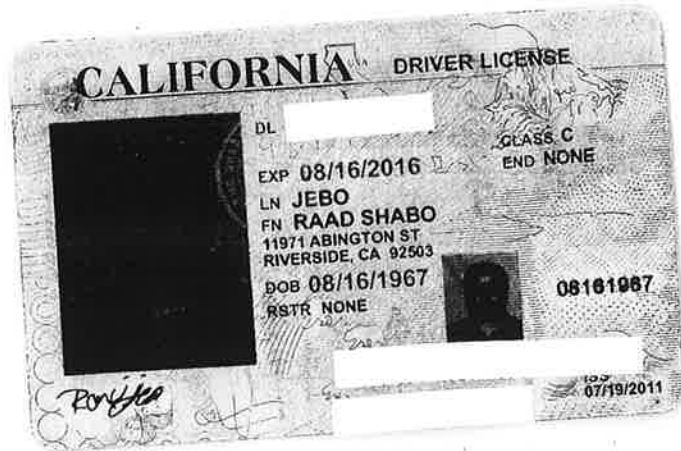 CALIFORNIA DRIVER LICENSE
DL
CLASS C
EXP 08/16/2016
END NONE
LN JEBO
FN RAAD SHABO
11971 ABINGTON ST
RIVERSIDE, CA 92503
DOB 08/16/1967
08161967
RSTR NONE
ISS
07/19/2011